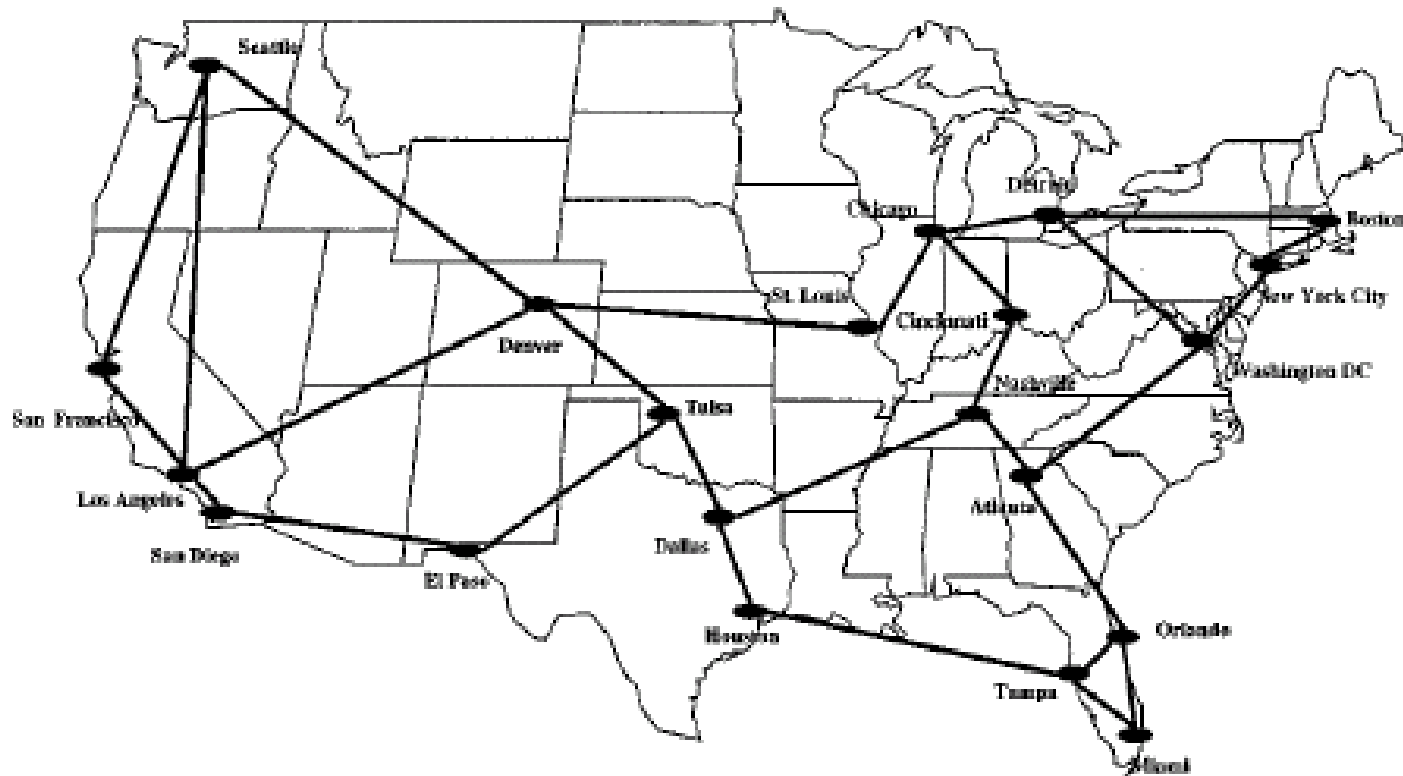 Seattle
Detroit
Chicago
Boston
St. Louis
New York City
Cincinnati
Denver
Washington DC
Nashville
San Francisco
Tulsa
Los Angeles
Atlanta
Dallas
San Diego
El Paso
Houston
Orlando
Tampa
Miami